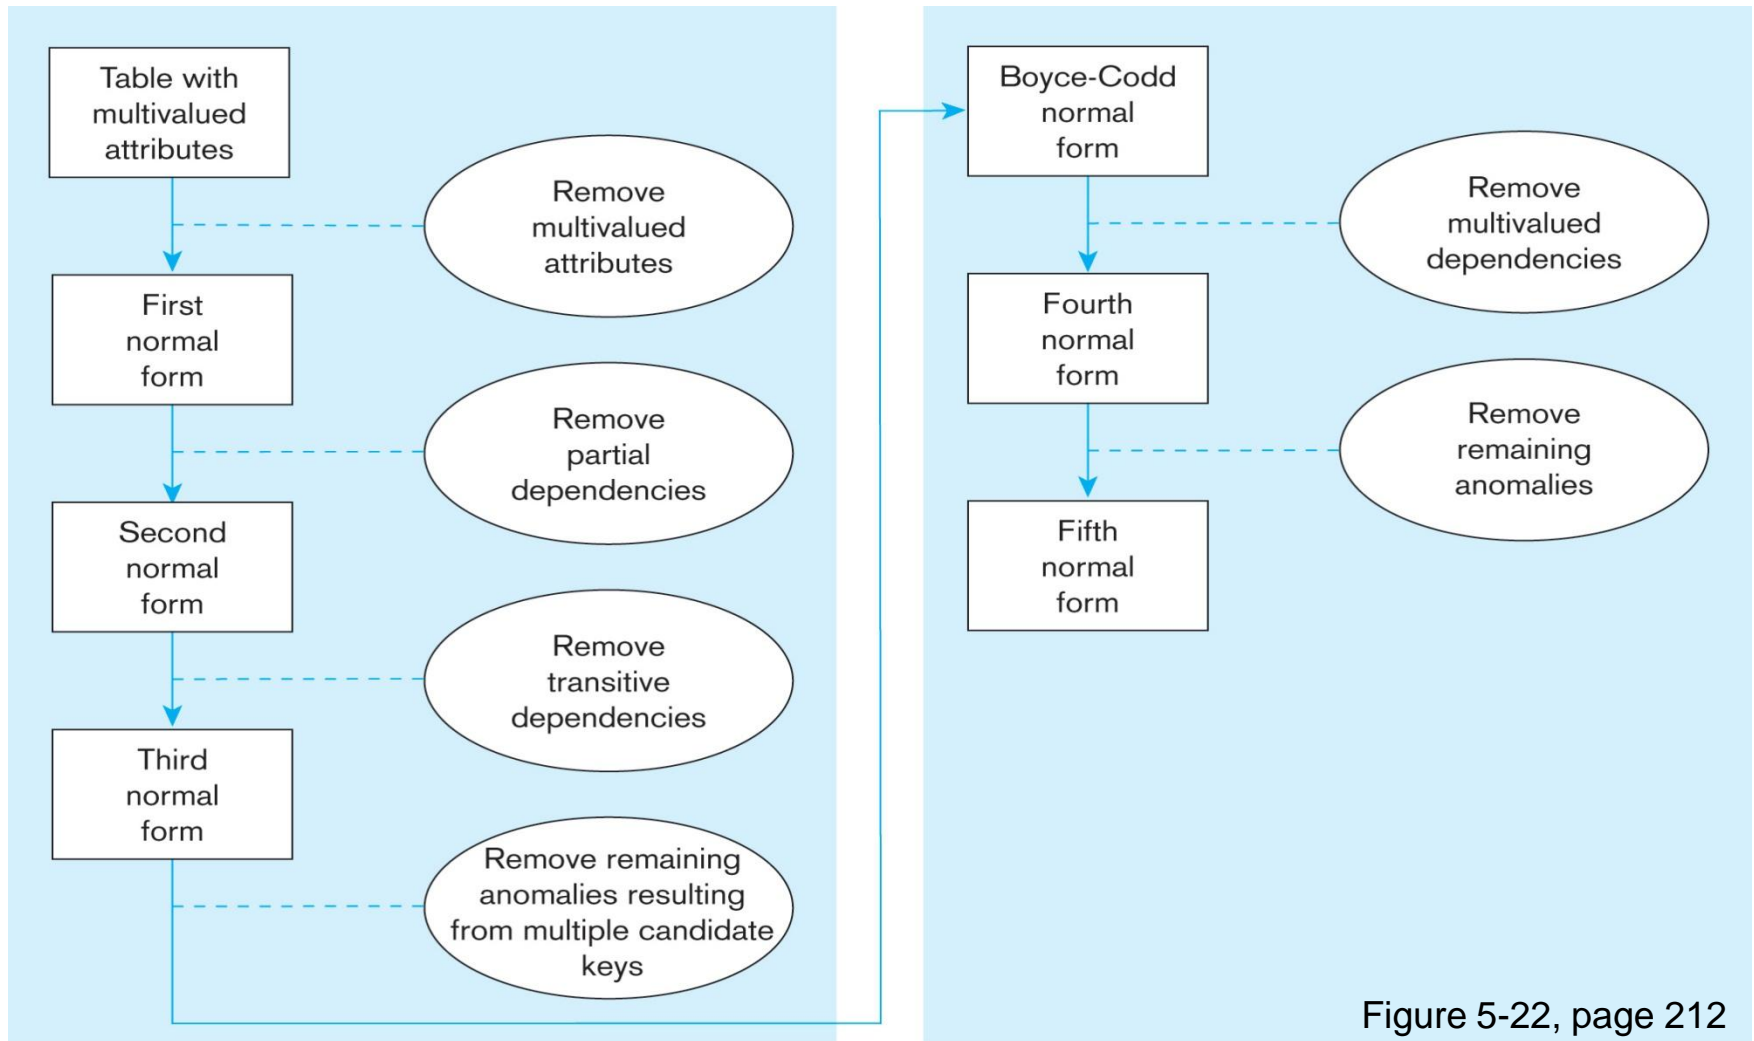 Table with
multivalued
attributes
Remove
multivalued
attributes
First
normal
form
Remove
partial
dependencies
Second
normal
form
Remove
transitive
dependencies
Third
normal
form
Remove remaining
anomalies resulting
from multiple candidate
keys
Boyce-Codd
normal
form
Remove
multivalued
dependencies
Fourth
normal
form
Remove
remaining
anomalies
Fifth
normal
form
Figure 5-22, page 212